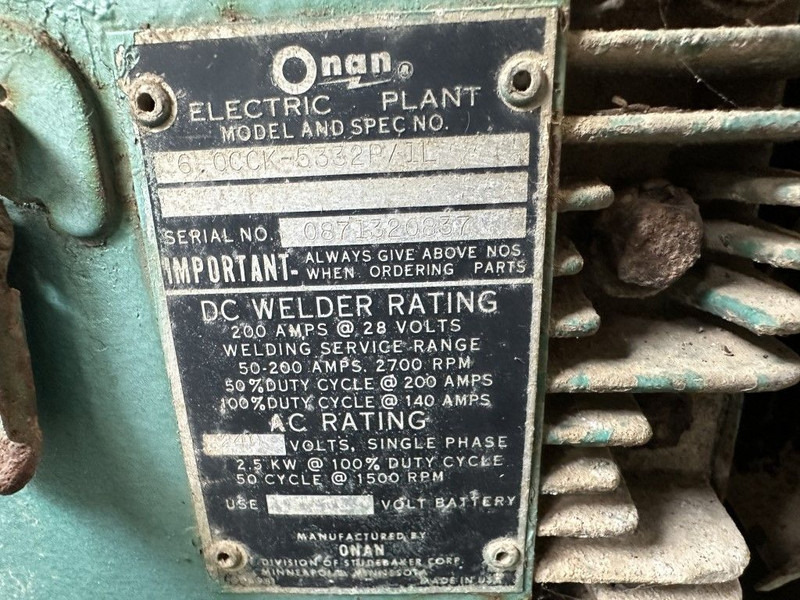 Onan®
ELECTRIC PLANT
MODEL AND SPEC NO.
6.0CCK-5332P/1L
SERIAL NO. 0871320837
IMPORTANT- ALWAYS GIVE ABOVE NOS.
WHEN ORDERING PARTS
DC WELDER RATING
200 AMPS @ 28 VOLTS
WELDING SERVICE RANGE
50-200 AMPS. 2700 RPM
50% DUTY CYCLE @ 200 AMPS
100% DUTY CYCLE @ 140 AMPS
AC RATING
VOLTS, SINGLE PHASE
2.5 KW @ 100% DUTY CYCLE
50 CYCLE @ 1500 RPM
USE VOLT BATTERY
MANUFACTURED BY
ONAN
DIVISION OF STUDEBAKER CORP.
MINNEAPOLIS, MINNESOTA
MADE IN U.S.A.